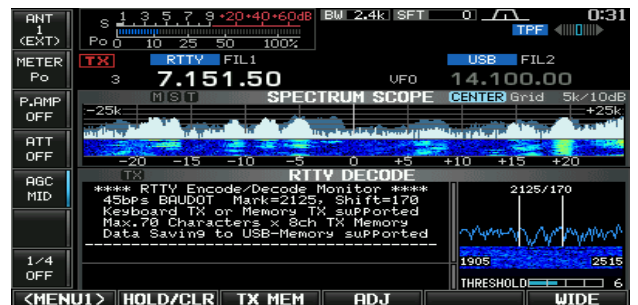 ANT
1
(EXT)
S 1 3 5 7 9 +20+40+60dB
Po 0 10 25 50 100%
BW 2.4k SFT 0
0:31
TPF
METER
Po
TX RTTY FIL1
3 7.151.50
VFO
USB FIL2
14.100.00
P.AMP
OFF
M S T SPECTRUM SCOPE CENTER Grid 5k/10dB
-25k +25k
ATT
OFF
-20 -15 -10 -5 0 +5 +10 +15 +20
AGC
MID
TX RTTY DECODE
**** RTTY Encode/Decode Monitor ****
45bps BAUDOT Mark=2125, Shift=170
Keyboard TX or Memory TX supported
Max.70 Characters x 8ch TX Memory
Data Saving to USB-Memory supported
------------------------------------
2125/170
1905 2515
THRESHOLD 6
1/4
OFF
<MENU1> HOLD/CLR TX MEM ADJ WIDE